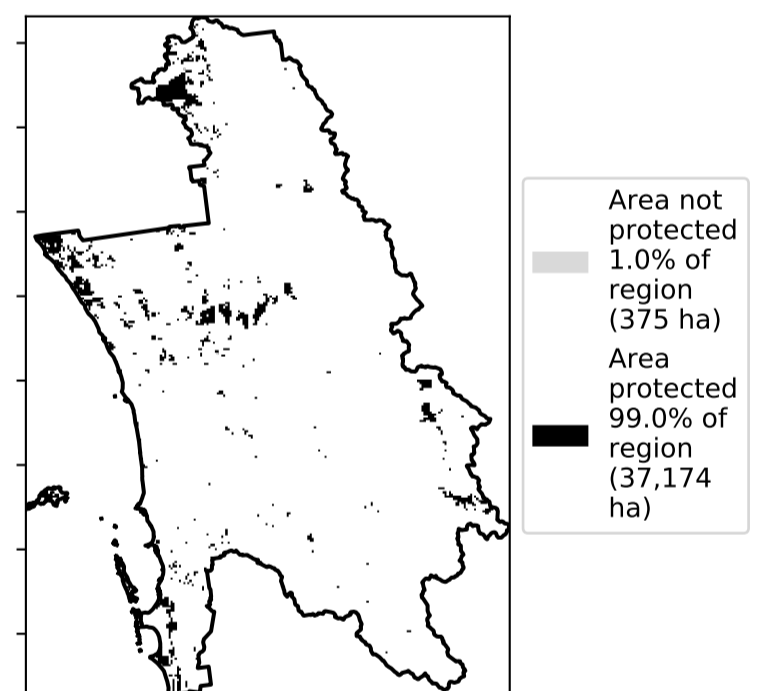 Area not
protected
1.0% of
region
(375 ha)
Area
protected
99.0% of
region
(37,174
ha)